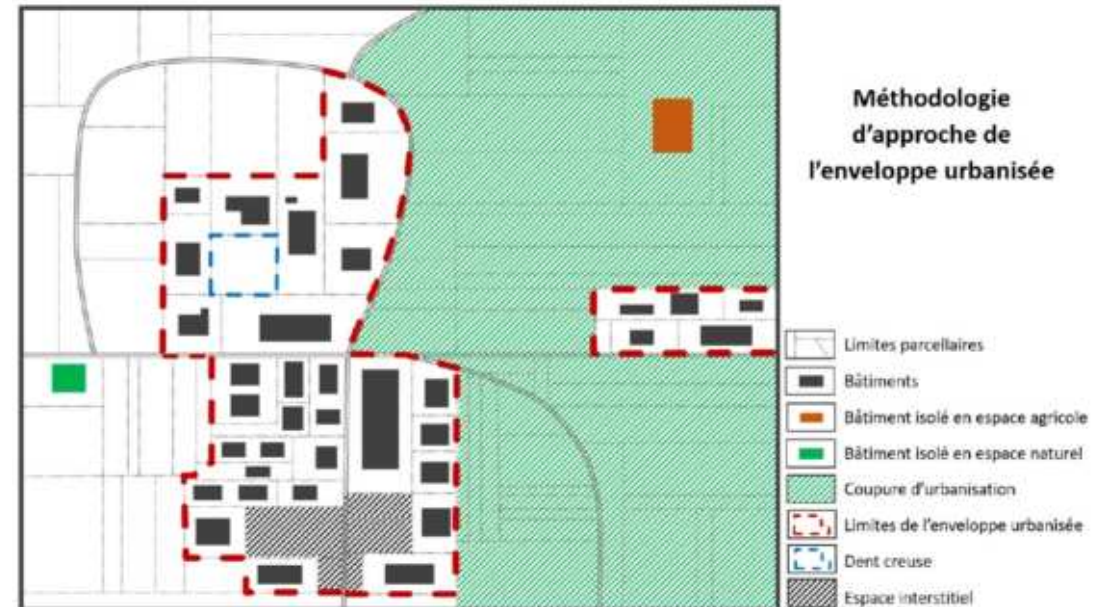 Méthodologie
d'approche de
l'enveloppe urbanisée
Limites parcellaires
Bâtiments
Bâtiment isolé en espace agricole
Bâtiment isolé en espace naturel
Coupure d'urbanisation
Limites de l'enveloppe urbanisée
Dent creuse
Espace interstitiel